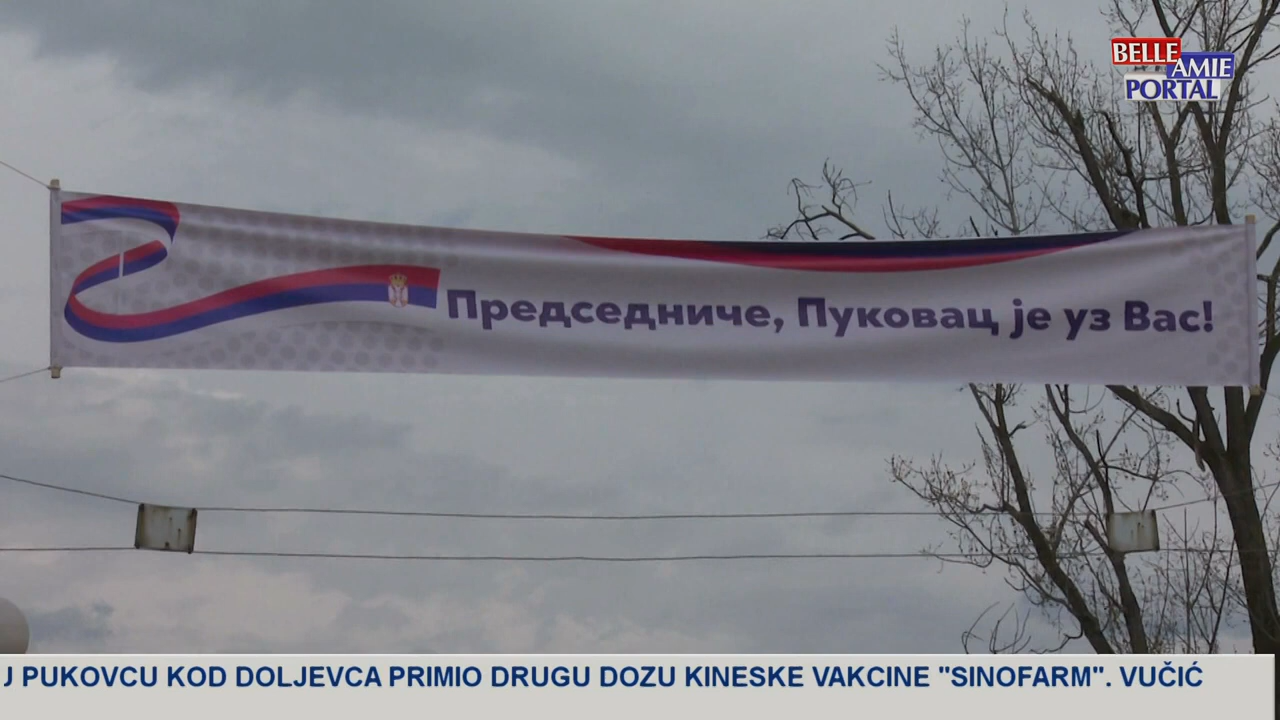 BELLE
AMIE
PORTAL
Председниче, Пуковац је уз Вас!
J PUKOVCU KOD DOLJEVCA PRIMIO DRUGU DOZU KINESKE VAKCINE "SINOFARM". VUČIĆ